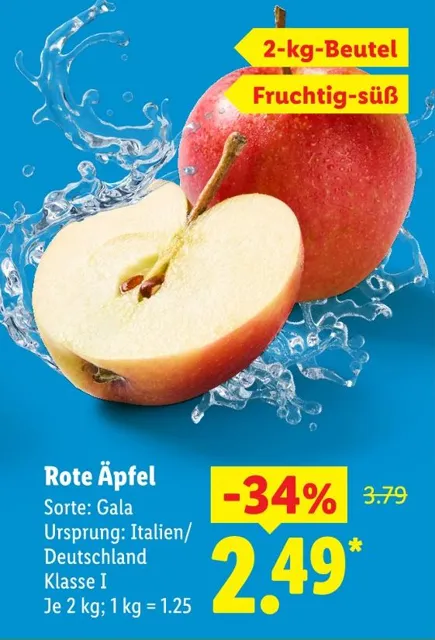 2-kg-Beutel
Fruchtig-süß
Rote Äpfel
Sorte: Gala
Ursprung: Italien/
Deutschland
Klasse I
Je 2 kg; 1 kg = 1.25
-34%
3.79
2.49*